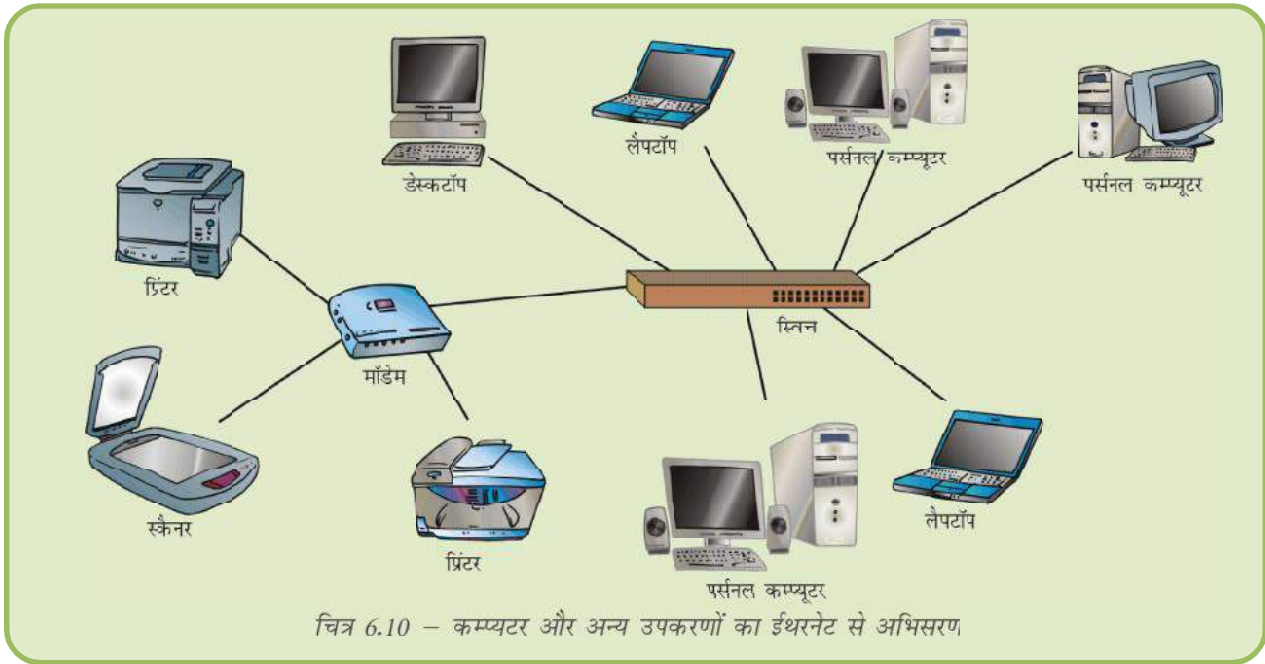 डेस्कटॉप
लैपटॉप
पर्सनल कम्प्यूटर
पर्सनल कम्प्यूटर
प्रिंटर
स्विच
मॉडेम
स्कैनर
प्रिंटर
पर्सनल कम्प्यूटर
लैपटॉप
चित्र 6.10 – कम्प्यटर और अन्य उपकरणों का ईथरनेट से अभिसरण